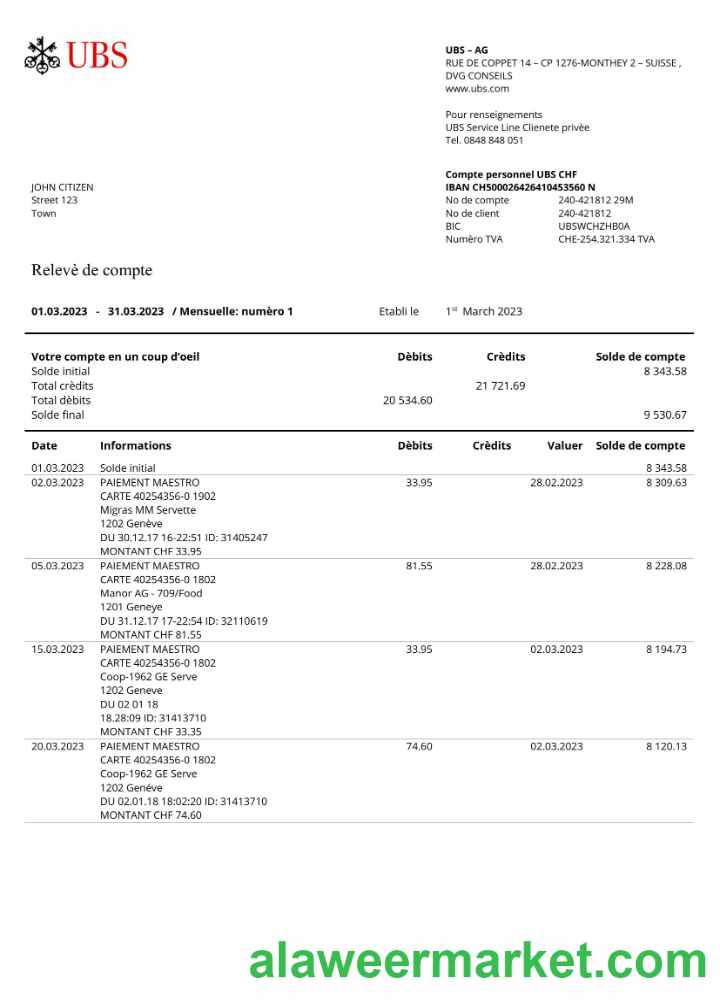 UBS
UBS – AG
RUE DE COPPET 14 – CP 1276-MONTHEY 2 – SUISSE ,
DVG CONSEILS
www.ubs.com
Pour renseignements
UBS Service Line Clienete privèe
Tel. 0848 848 051
Compte personnel UBS CHF
IBAN CH500026426410453560 N
No de compte 240-421812 29M
No de client 240-421812
BIC UBSWCHZHB0A
Numèro TVA CHE-254.321.334 TVA
JOHN CITIZEN
Street 123
Town
Relevè de compte
01.03.2023 - 31.03.2023 / Mensuelle: numèro 1 Etabli le 1st March 2023
Votre compte en un coup d'oeil Dèbits Crèdits Solde de compte
Solde initial 8 343.58
Total crèdits 21 721.69
Total dèbits 20 534.60
Solde final 9 530.67
Date Informations Dèbits Crèdits Valuer Solde de compte
01.03.2023 Solde initial 8 343.58
02.03.2023 PAIEMENT MAESTRO 33.95 28.02.2023 8 309.63
CARTE 40254356-0 1902
Migras MM Servette
1202 Genève
DU 30.12.17 16-22:51 ID: 31405247
MONTANT CHF 33.95
05.03.2023 PAIEMENT MAESTRO 81.55 28.02.2023 8 228.08
CARTE 40254356-0 1802
Manor AG - 709/Food
1201 Geneye
DU 31.12.17 17-22:54 ID: 32110619
MONTANT CHF 81.55
15.03.2023 PAIEMENT MAESTRO 33.95 02.03.2023 8 194.73
CARTE 40254356-0 1802
Coop-1962 GE Serve
1202 Geneve
DU 02 01 18
18.28:09 ID: 31413710
MONTANT CHF 33.35
20.03.2023 PAIEMENT MAESTRO 74.60 02.03.2023 8 120.13
CARTE 40254356-0 1802
Coop-1962 GE Serve
1202 Genéve
DU 02.01.18 18:02:20 ID: 31413710
MONTANT CHF 74.60
alaweermarket.com